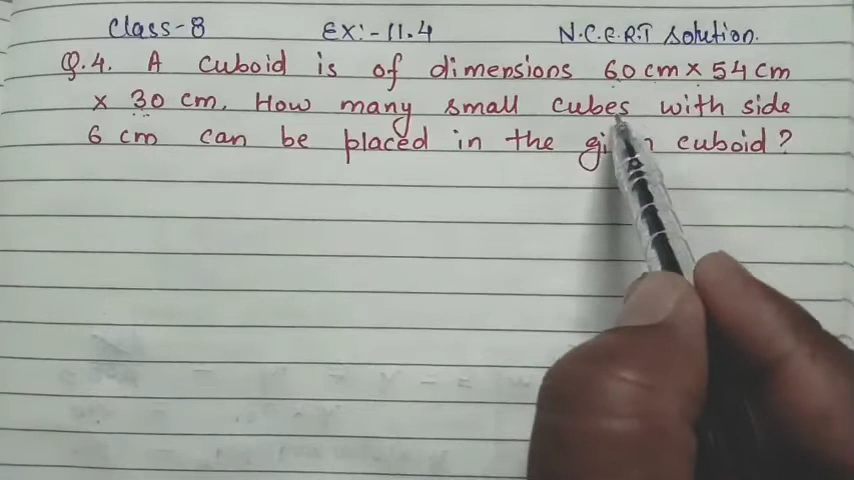 Class-8 Ex:-11.4 N.C.E.R.T solution.
Q.4. A cuboid is of dimensions 60 cm x 54 cm
x 30 cm. How many small cubes with side
6 cm can be placed in the cuboid?